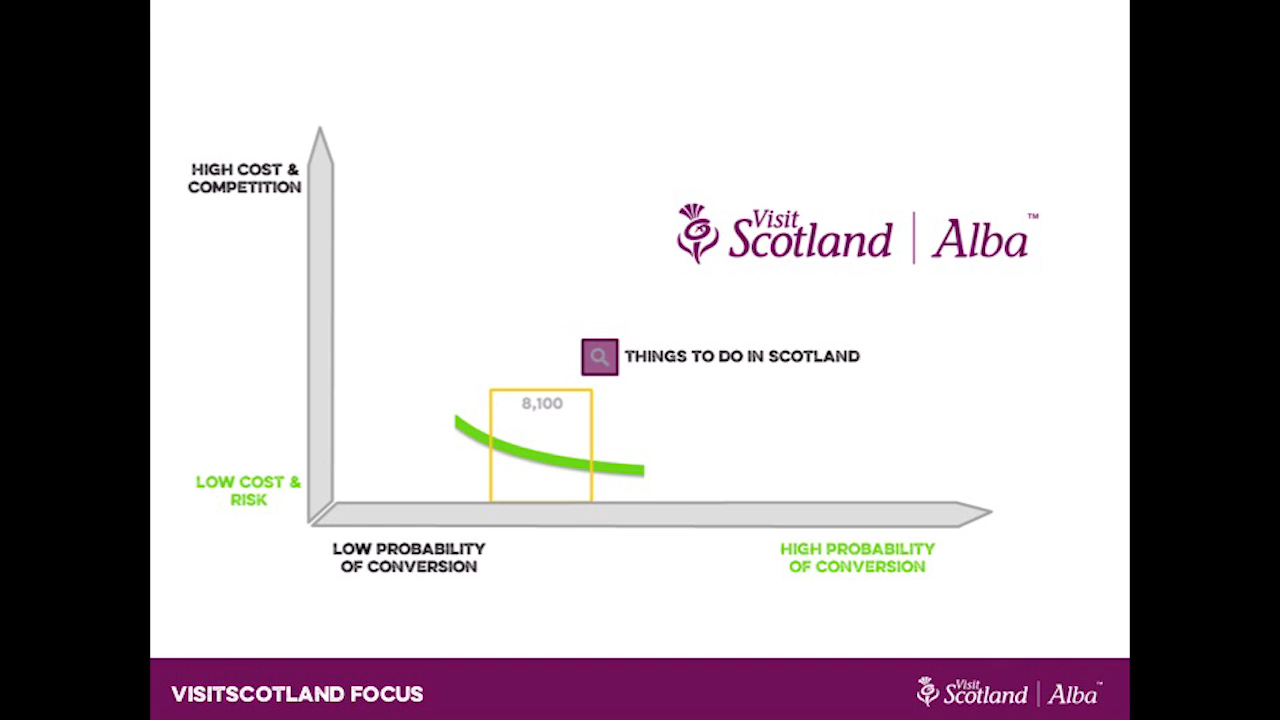 HIGH COST &
COMPETITION
Visit
Scotland | Alba™
THINGS TO DO IN SCOTLAND
8,100
LOW COST &
RISK
LOW PROBABILITY
OF CONVERSION
HIGH PROBABILITY
OF CONVERSION
VISITSCOTLAND FOCUS
Visit
Scotland | Alba™